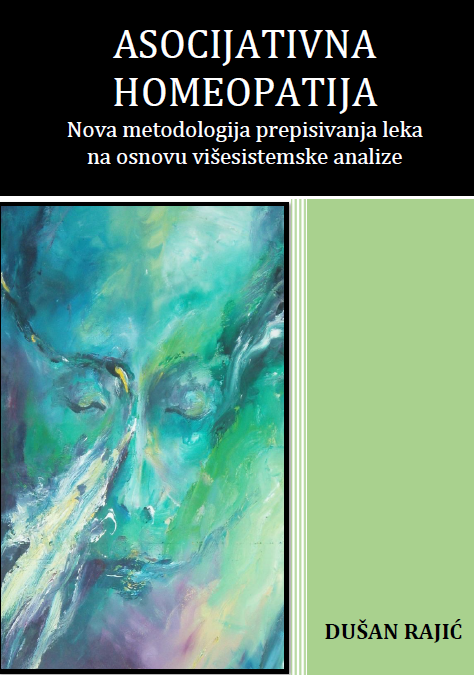 ASOCIJATIVNA
HOMEOPATIJA
Nova metodologija prepisivanja leka
na osnovu višesistemske analize
DUŠAN RAJIĆ